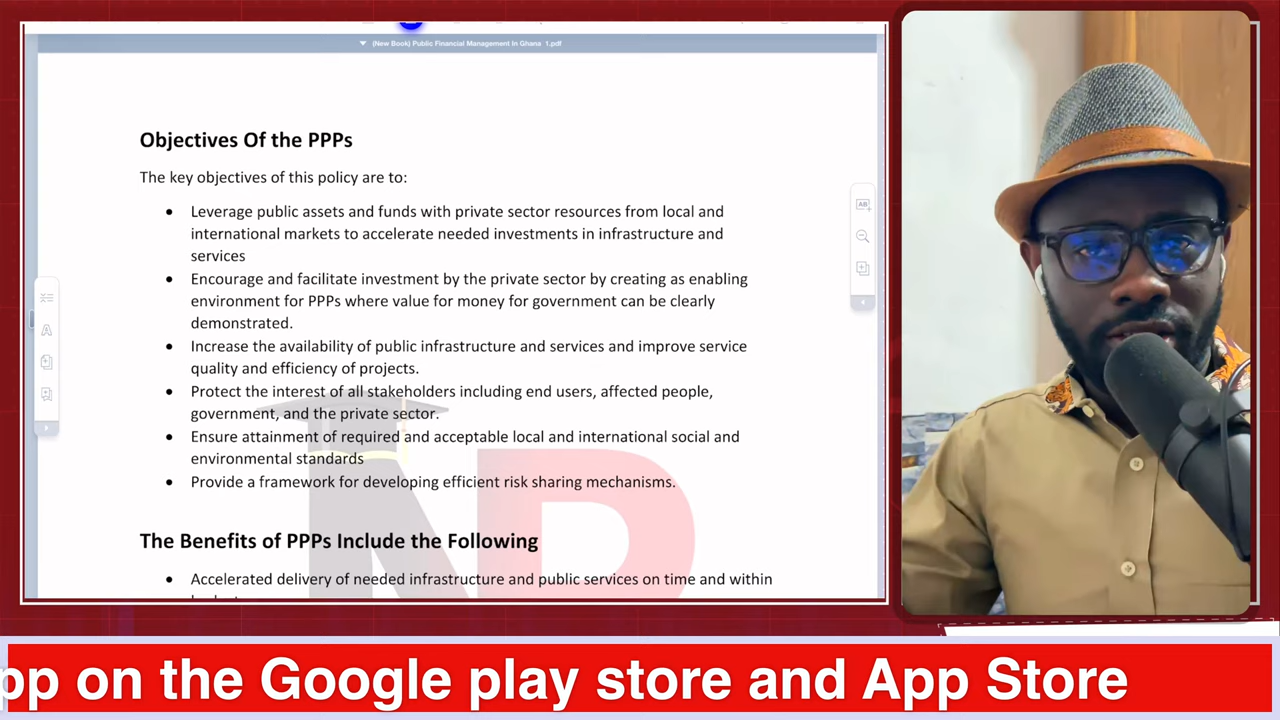 (New Book) Public Financial Management In Ghana 1.pdf
Objectives Of the PPPs
The key objectives of this policy are to:
• Leverage public assets and funds with private sector resources from local and
international markets to accelerate needed investments in infrastructure and
services
• Encourage and facilitate investment by the private sector by creating as enabling
environment for PPPs where value for money for government can be clearly
demonstrated.
• Increase the availability of public infrastructure and services and improve service
quality and efficiency of projects.
• Protect the interest of all stakeholders including end users, affected people,
government, and the private sector.
• Ensure attainment of required and acceptable local and international social and
environmental standards
• Provide a framework for developing efficient risk sharing mechanisms.
The Benefits of PPPs Include the Following
• Accelerated delivery of needed infrastructure and public services on time and within
on the Google play store and App Store